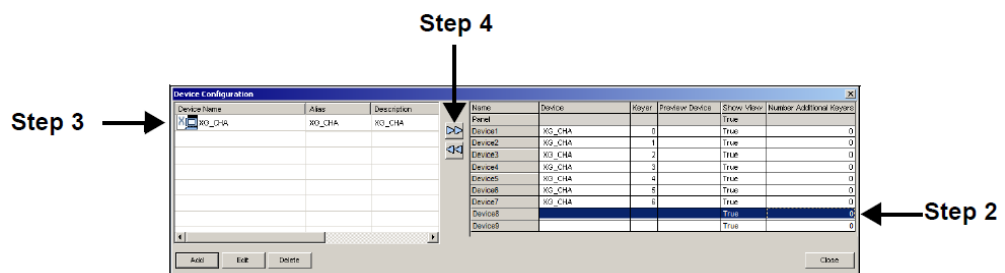 Step 4
Device Configuration
Device Name Alias Description
Name Device Keyer Preview Device Show View Number Additional Keyers
Step 3
XG_CHA XG_CHA XG_CHA
Panel True
Device1 XG_CHA 0 True 0
Device2 XG_CHA 1 True 0
Device3 XG_CHA 2 True 0
Device4 XG_CHA 3 True 0
Device5 XG_CHA 4 True 0
Device6 XG_CHA 5 True 0
Device7 XG_CHA 6 True 0
Device8 True 0
Step 2
Device9 True 0
Add Edit Delete Close